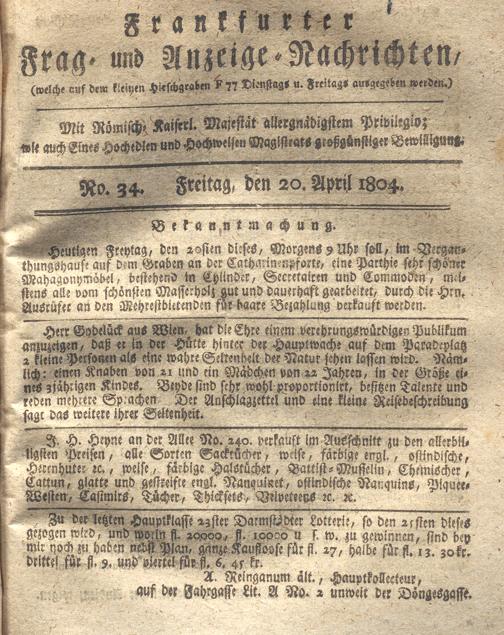 Frankfurter
Frag- und Anzeige-Nachrichten,
(welche auf dem kleinen Hirschgraben F 77 Dienstags u. Freitags ausgegeben werden.)
Mit Römisch. Kaiserl. Majestät allergnädigstem Privilegio;
wie auch Eines Hochedlen und Hochweisen Magistrats großgünstiger Bewilligung.
No. 34. Freitag, den 20. April 1804.
Bekanntmachung.
Heutigen Freytag, den 20sten dieses, Morgens 9 Uhr soll, im Vergan-
thungshause auf dem Graben an der Catharinenpforte, eine Parthie sehr schöner
Mahagonymöbel, bestehend in Cylinder, Secretairen und Commoden, mei-
stens alle vom schönsten Masserholz gut und dauerhaft gearbeitet, durch die Hrn.
Ausrüfer an den Mehrestbietenden für baare Bezahlung verkauft werden.
Herr Gydelück aus Wien, hat die Ehre einem verehrungswürdigen Publikum
anzuzeigen, daß er in der Hütte hinter der Hauptwache auf dem Paradeplatz
2 kleine Personen als eine wahre Seltenheit der Natur sehen lassen wird. Näm-
lich: einen Knaben von 21 und ein Mädchen von 22 Jahren, in der Größe ei-
nes 3jährigen Kindes. Beyde sind sehr wohl proportionirt, besitzen Talente und
reden mehrere Sprachen. Der Anschlagzettel und eine kleine Reisebeschreibung
sagt das weitere ihrer Seltenheit.
J. H. Heyne an der Allee No. 240. verkauft im Ausschnitt zu den allerbil-
ligsten Preisen, alle Sorten Sacktücher, weise, färbige engl., ostindische,
Herrnhuter ec., weise, färbige Halstücher, Battist-Musselin, Chemischer,
Cattun, glatte und gestreifte engl. Nanquinet, ostindische Nanquins, Piquee-
Westen, Casimirs, Tücher, Thicksets, Velveteens ec. ec.
Zu der letzten Hauptklasse 23ster Darmstädter Lotterie, so den 21sten dieses
gezogen wird, und worin fl. 20000, fl. 10000 u. s. w. zu gewinnen, sind bey
mir noch zu haben nebst Plan, ganze Kaufloose für fl. 27, halbe für fl. 13. 30 kr.
drittel für fl. 9. und viertel für fl. 6. 45 kr.
A. Reinganum ält., Hauptkollecteur,
auf der Fahrgasse Lit. A No. 2 unweit der Döngesgasse.